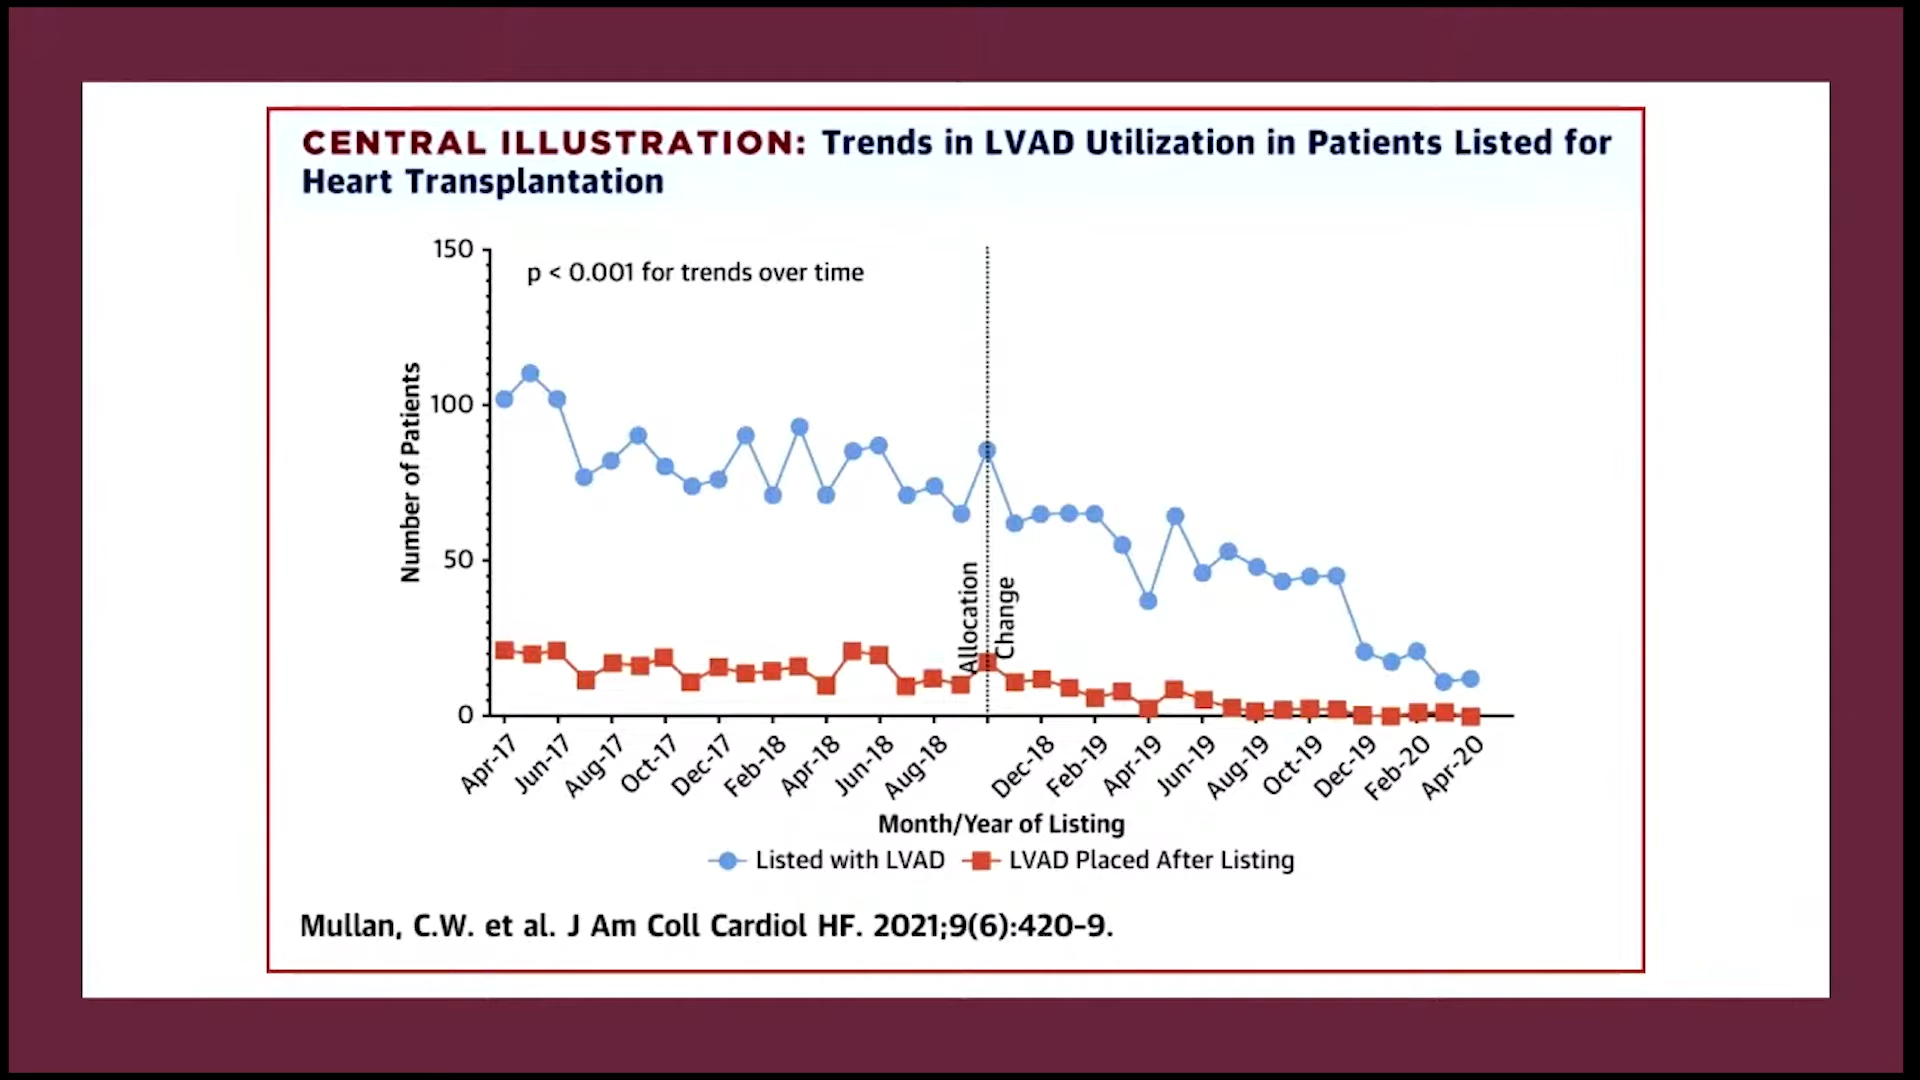 CENTRAL ILLUSTRATION: Trends in LVAD Utilization in Patients Listed for
Heart Transplantation
150
p < 0.001 for trends over time
100
50
0
Number of Patients
Allocation
Change
Apr-17
Jun-17
Aug-17
Oct-17
Dec-17
Feb-18
Apr-18
Jun-18
Aug-18
Dec-18
Feb-19
Apr-19
Jun-19
Aug-19
Oct-19
Dec-19
Feb-20
Apr-20
Month/Year of Listing
Listed with LVAD
LVAD Placed After Listing
Mullan, C.W. et al. J Am Coll Cardiol HF. 2021;9(6):420-9.